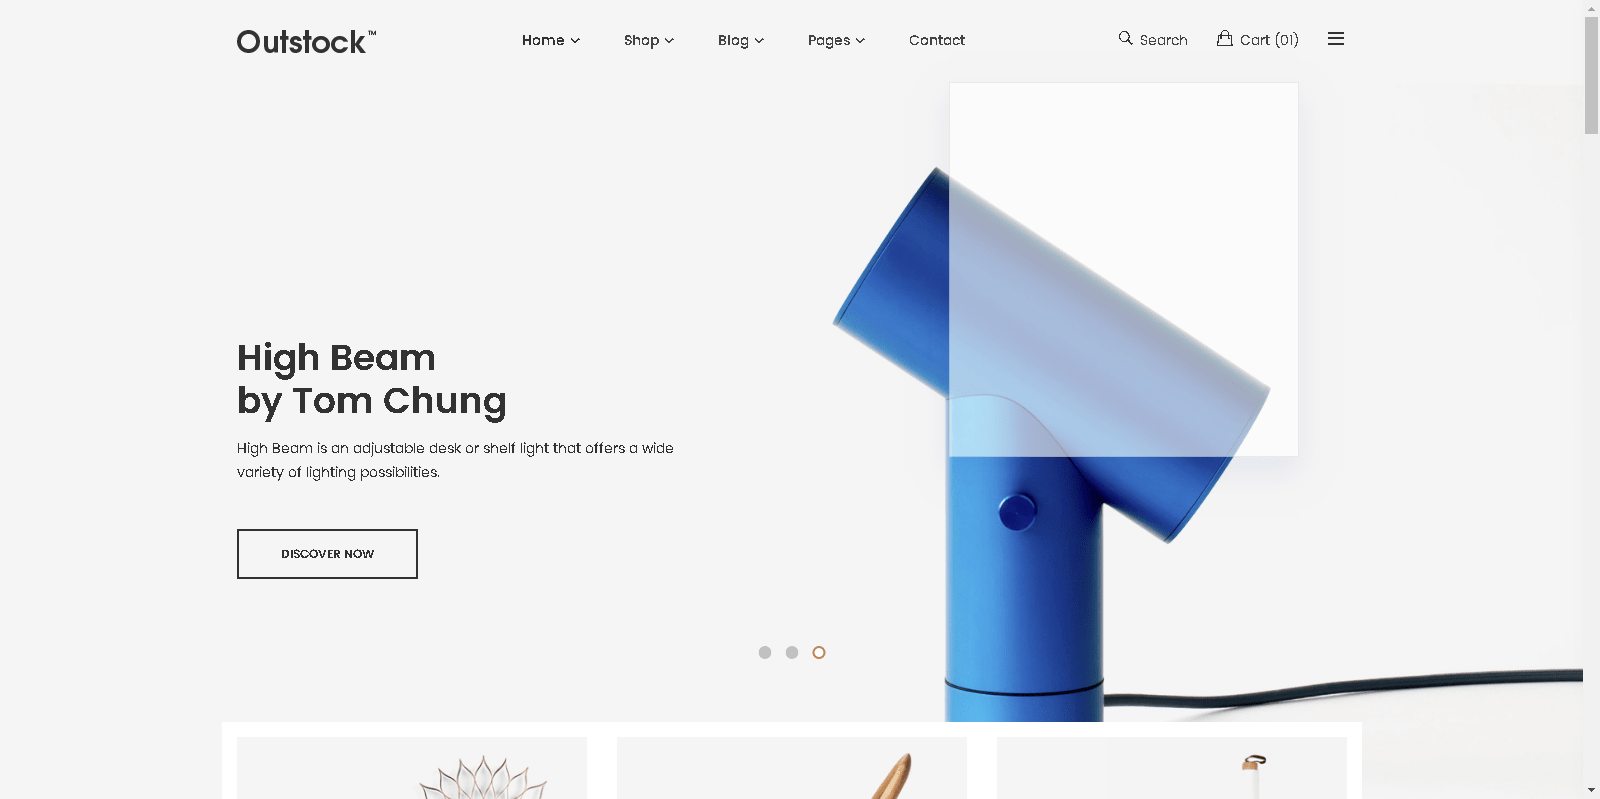 Outstock™
Home
Shop
Blog
Pages
Contact
Search
Cart (01)
High Beam
by Tom Chung
High Beam is an adjustable desk or shelf light that offers a wide
variety of lighting possibilities.
DISCOVER NOW